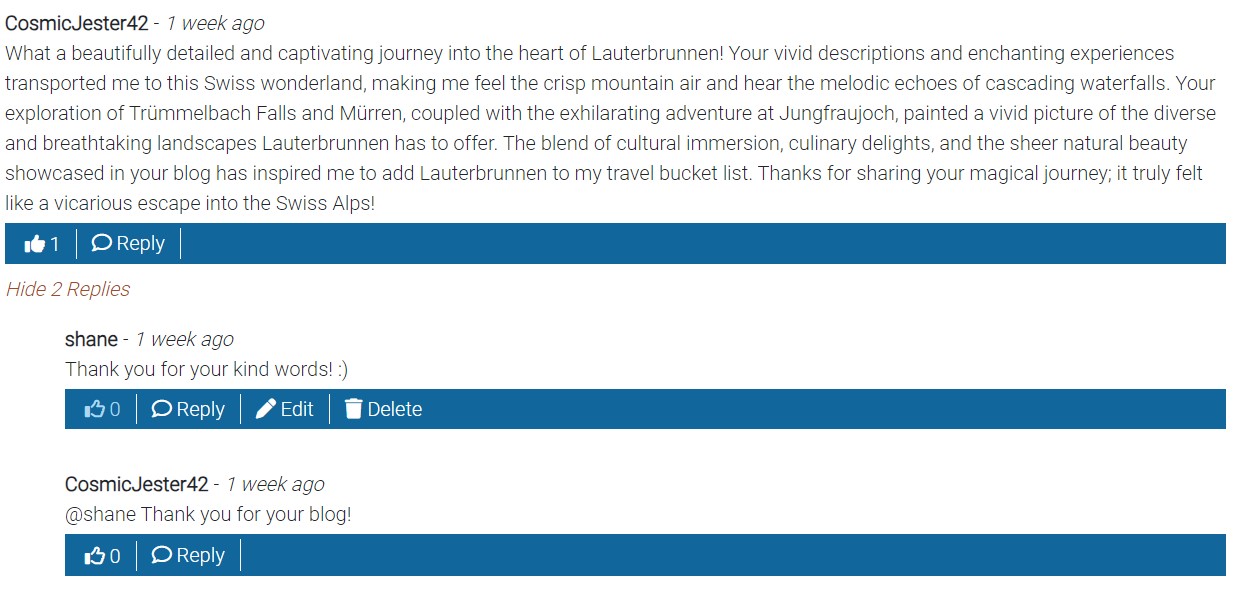 CosmicJester42 - 1 week ago
What a beautifully detailed and captivating journey into the heart of Lauterbrunnen! Your vivid descriptions and enchanting experiences
transported me to this Swiss wonderland, making me feel the crisp mountain air and hear the melodic echoes of cascading waterfalls. Your
exploration of Trümmelbach Falls and Mürren, coupled with the exhilarating adventure at Jungfraujoch, painted a vivid picture of the diverse
and breathtaking landscapes Lauterbrunnen has to offer. The blend of cultural immersion, culinary delights, and the sheer natural beauty
showcased in your blog has inspired me to add Lauterbrunnen to my travel bucket list. Thanks for sharing your magical journey; it truly felt
like a vicarious escape into the Swiss Alps!
1 Reply
Hide 2 Replies
shane - 1 week ago
Thank you for your kind words! :)
0 Reply Edit Delete
CosmicJester42 - 1 week ago
@shane Thank you for your blog!
0 Reply